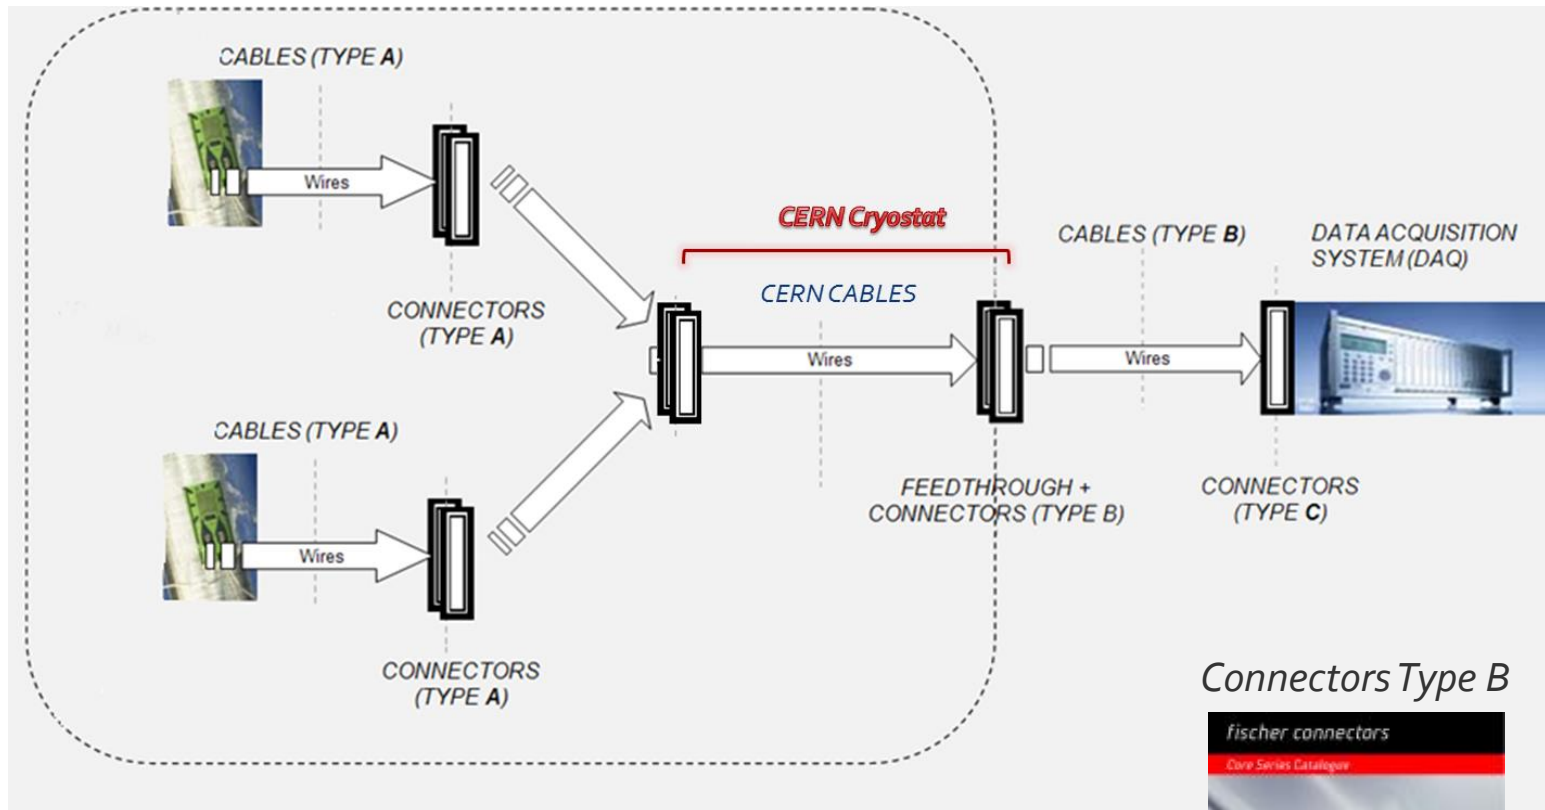 CABLES (TYPE A)
Wires
CONNECTORS
(TYPE A)
CERN Cryostat
CERN CABLES
Wires
CABLES (TYPE B)
Wires
DATA ACQUISITION
SYSTEM (DAQ)
CABLES (TYPE A)
Wires
CONNECTORS
(TYPE A)
FEEDTHROUGH +
CONNECTORS (TYPE B)
CONNECTORS
(TYPE C)
Connectors Type B
fischer connectors
Core Series Catalogue